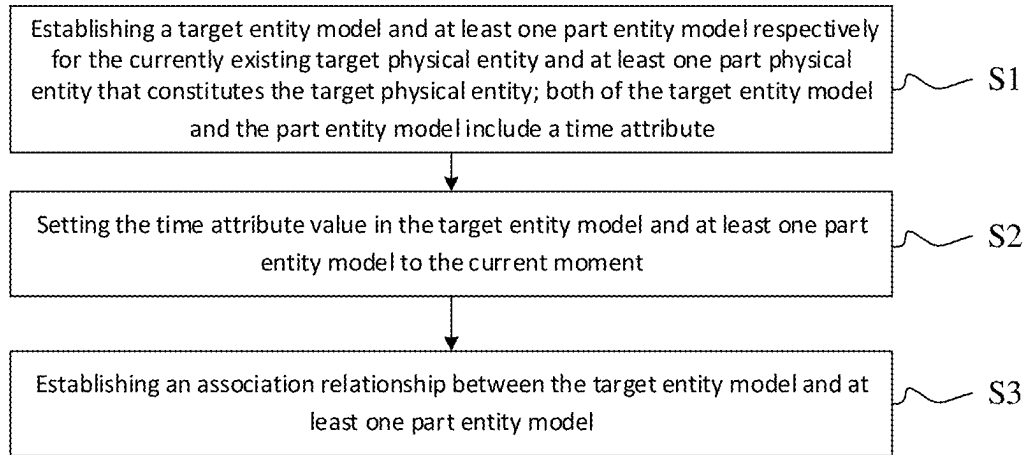 Establishing a target entity model and at least one part entity model respectively
for the currently existing target physical entity and at least one part physical
entity that constitutes the target physical entity; both of the target entity model
and the part entity model include a time attribute
S1
Setting the time attribute value in the target entity model and at least one part
entity model to the current moment
S2
Establishing an association relationship between the target entity model and at
least one part entity model
S3